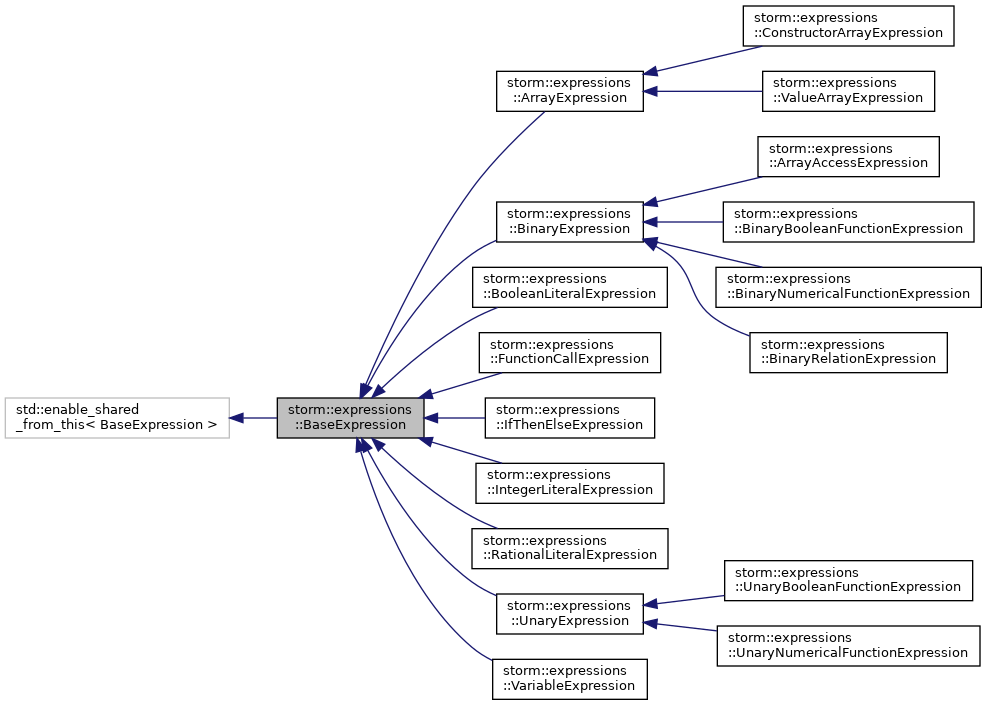 storm::expressions
::ConstructorArrayExpression
storm::expressions
::ArrayExpression
storm::expressions
::ValueArrayExpression
storm::expressions
::ArrayAccessExpression
storm::expressions
::BinaryExpression
storm::expressions
::BinaryBooleanFunctionExpression
storm::expressions
::BooleanLiteralExpression
storm::expressions
::BinaryNumericalFunctionExpression
storm::expressions
::FunctionCallExpression
storm::expressions
::BinaryRelationExpression
std::enable_shared
_from_this< BaseExpression >
storm::expressions
::BaseExpression
storm::expressions
::IfThenElseExpression
storm::expressions
::IntegerLiteralExpression
storm::expressions
::RationalLiteralExpression
storm::expressions
::UnaryBooleanFunctionExpression
storm::expressions
::UnaryExpression
storm::expressions
::UnaryNumericalFunctionExpression
storm::expressions
::VariableExpression